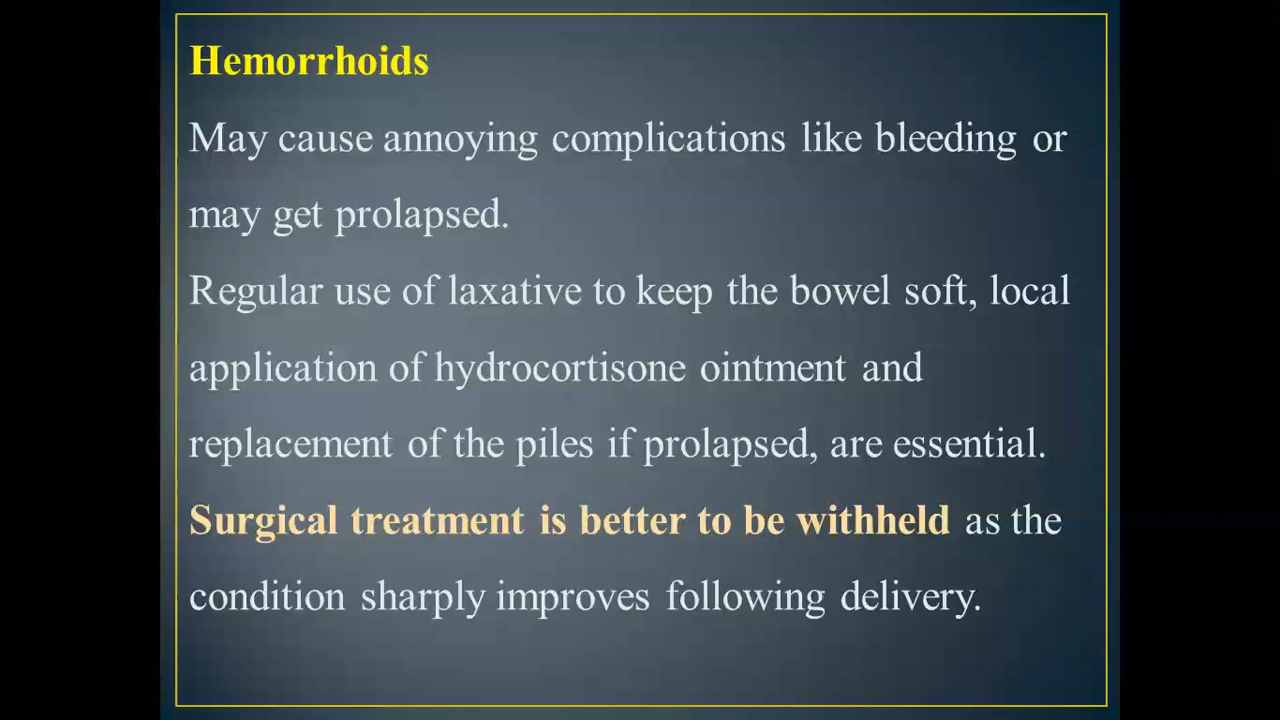 Hemorrhoids
May cause annoying complications like bleeding or
may get prolapsed.
Regular use of laxative to keep the bowel soft, local
application of hydrocortisone ointment and
replacement of the piles if prolapsed, are essential.
Surgical treatment is better to be withheld as the
condition sharply improves following delivery.